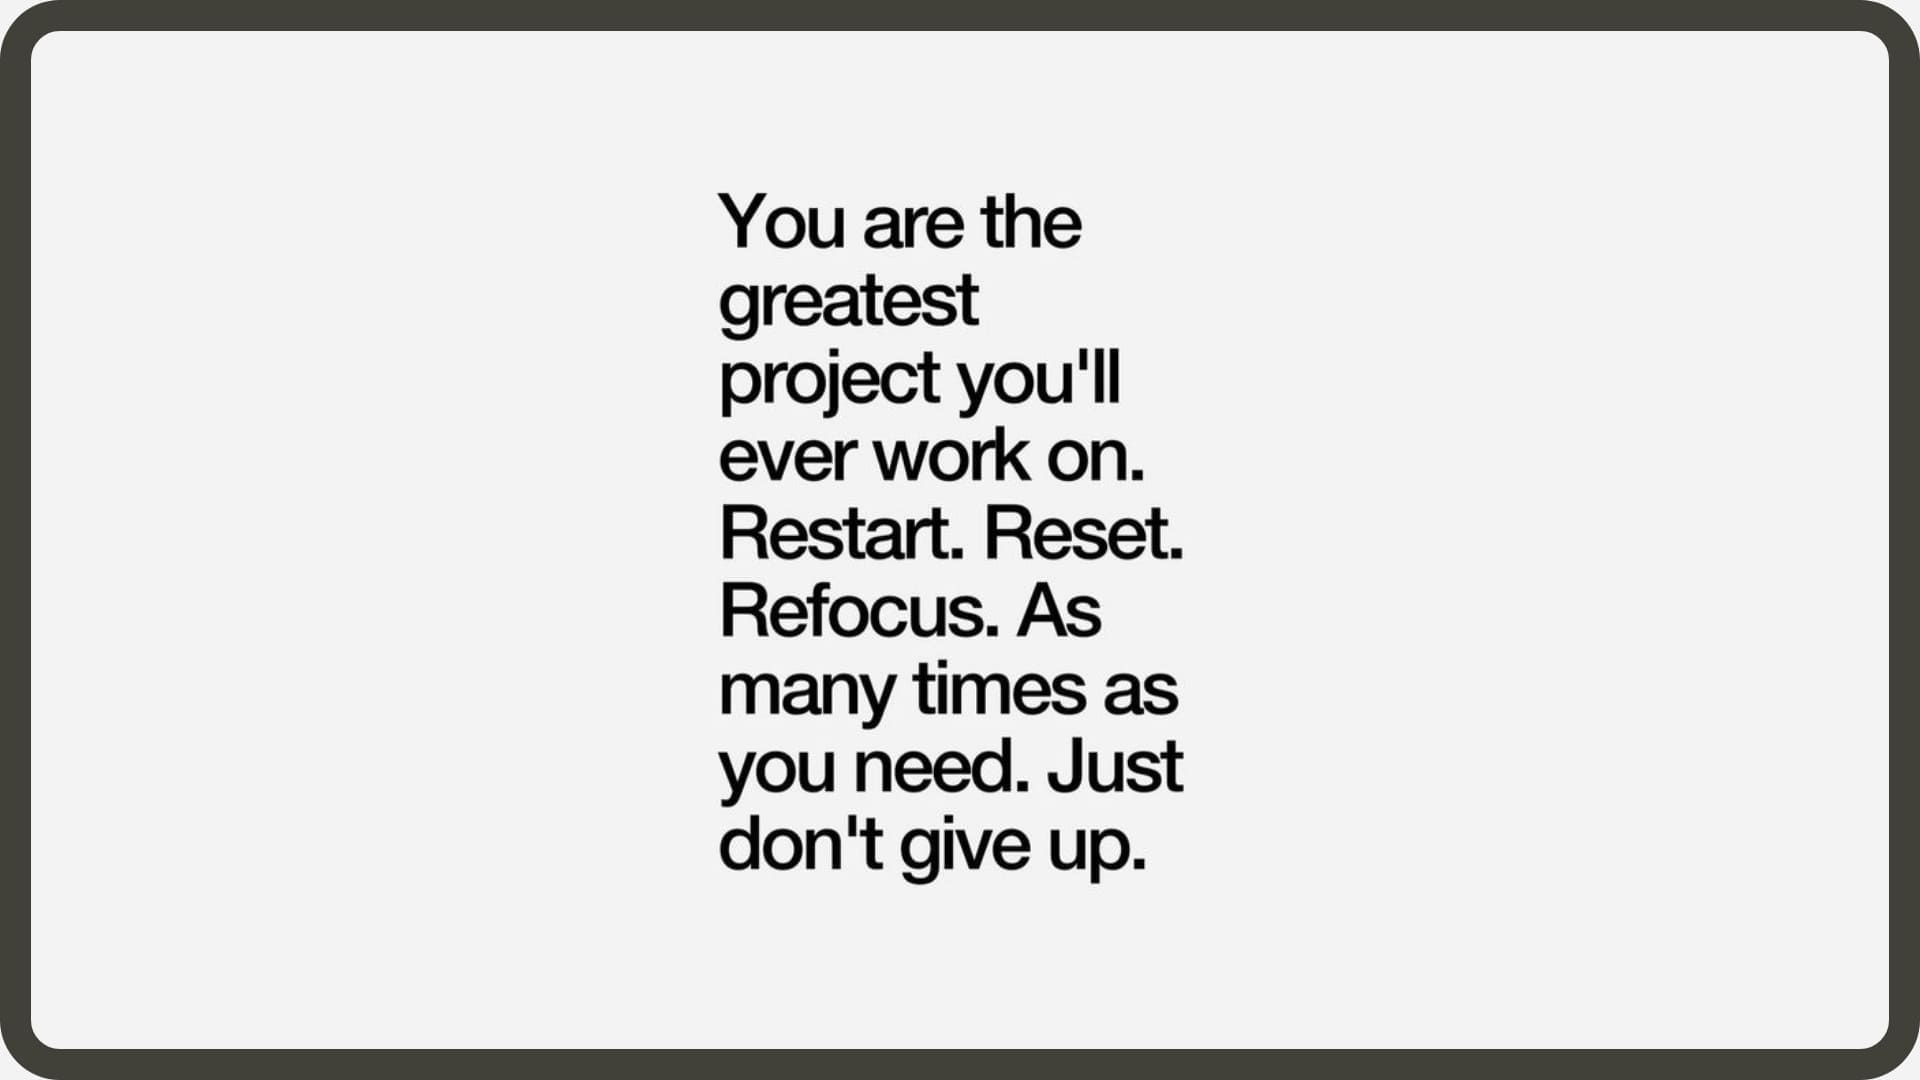 You are the
greatest
project you'll
ever work on.
Restart. Reset.
Refocus. As
many times as
you need. Just
don't give up.